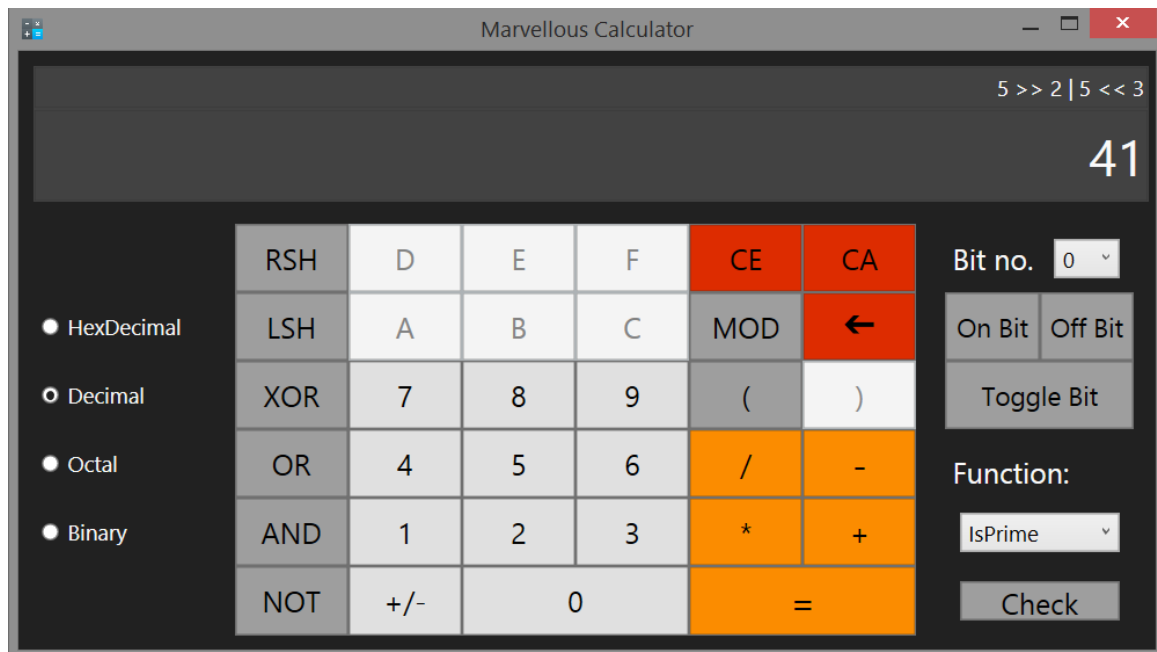 Marvellous Calculator
5 >> 2 | 5 << 3
41
RSH D E F CE CA Bit no. 0
HexDecimal LSH A B C MOD ← On Bit Off Bit
Decimal XOR 7 8 9 ( ) Toggle Bit
Octal OR 4 5 6 / - Function:
Binary AND 1 2 3 * + IsPrime
NOT +/- 0 = Check